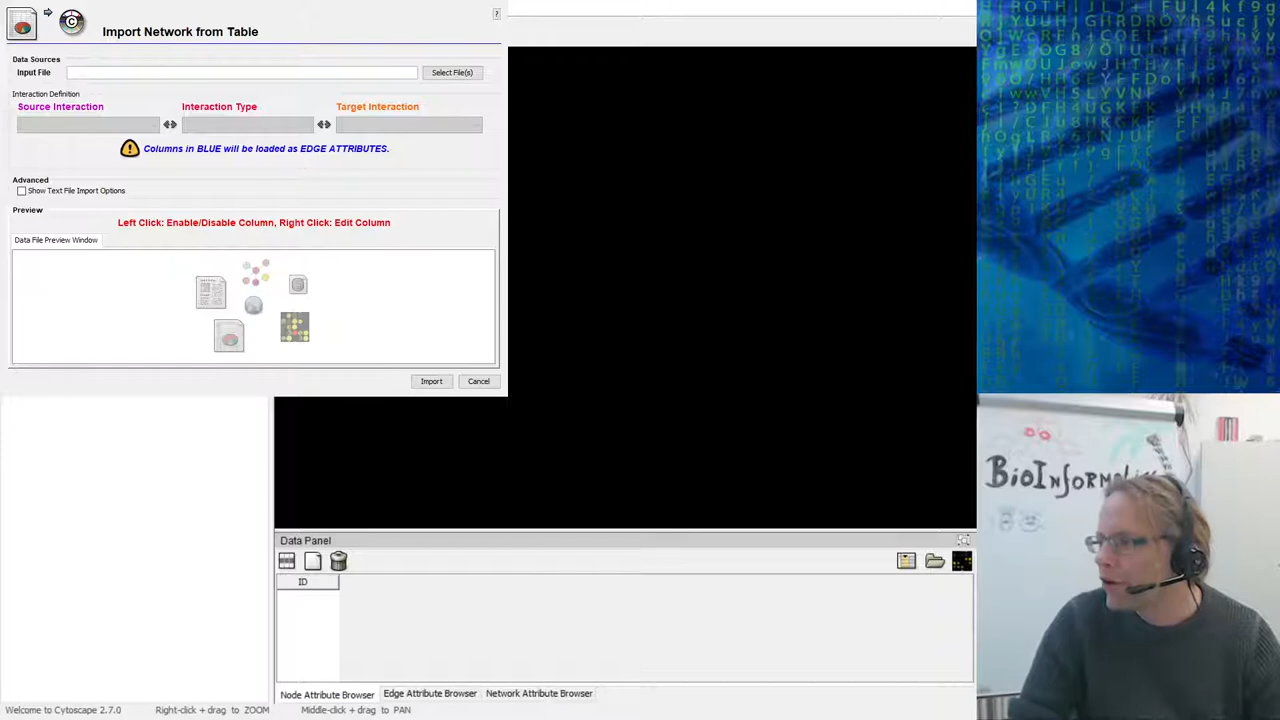 Import Network from Table
?
Data Sources
Input File
Select File(s)
Interaction Definition
Source Interaction
Interaction Type
Target Interaction
Columns in BLUE will be loaded as EDGE ATTRIBUTES.
Advanced
Show Text File Import Options
Preview
Left Click: Enable/Disable Column, Right Click: Edit Column
Data File Preview Window
Import
Cancel
Data Panel
ID
Node Attribute Browser
Edge Attribute Browser
Network Attribute Browser
Welcome to Cytoscape 2.7.0
Right-click + drag to ZOOM
Middle-click + drag to PAN